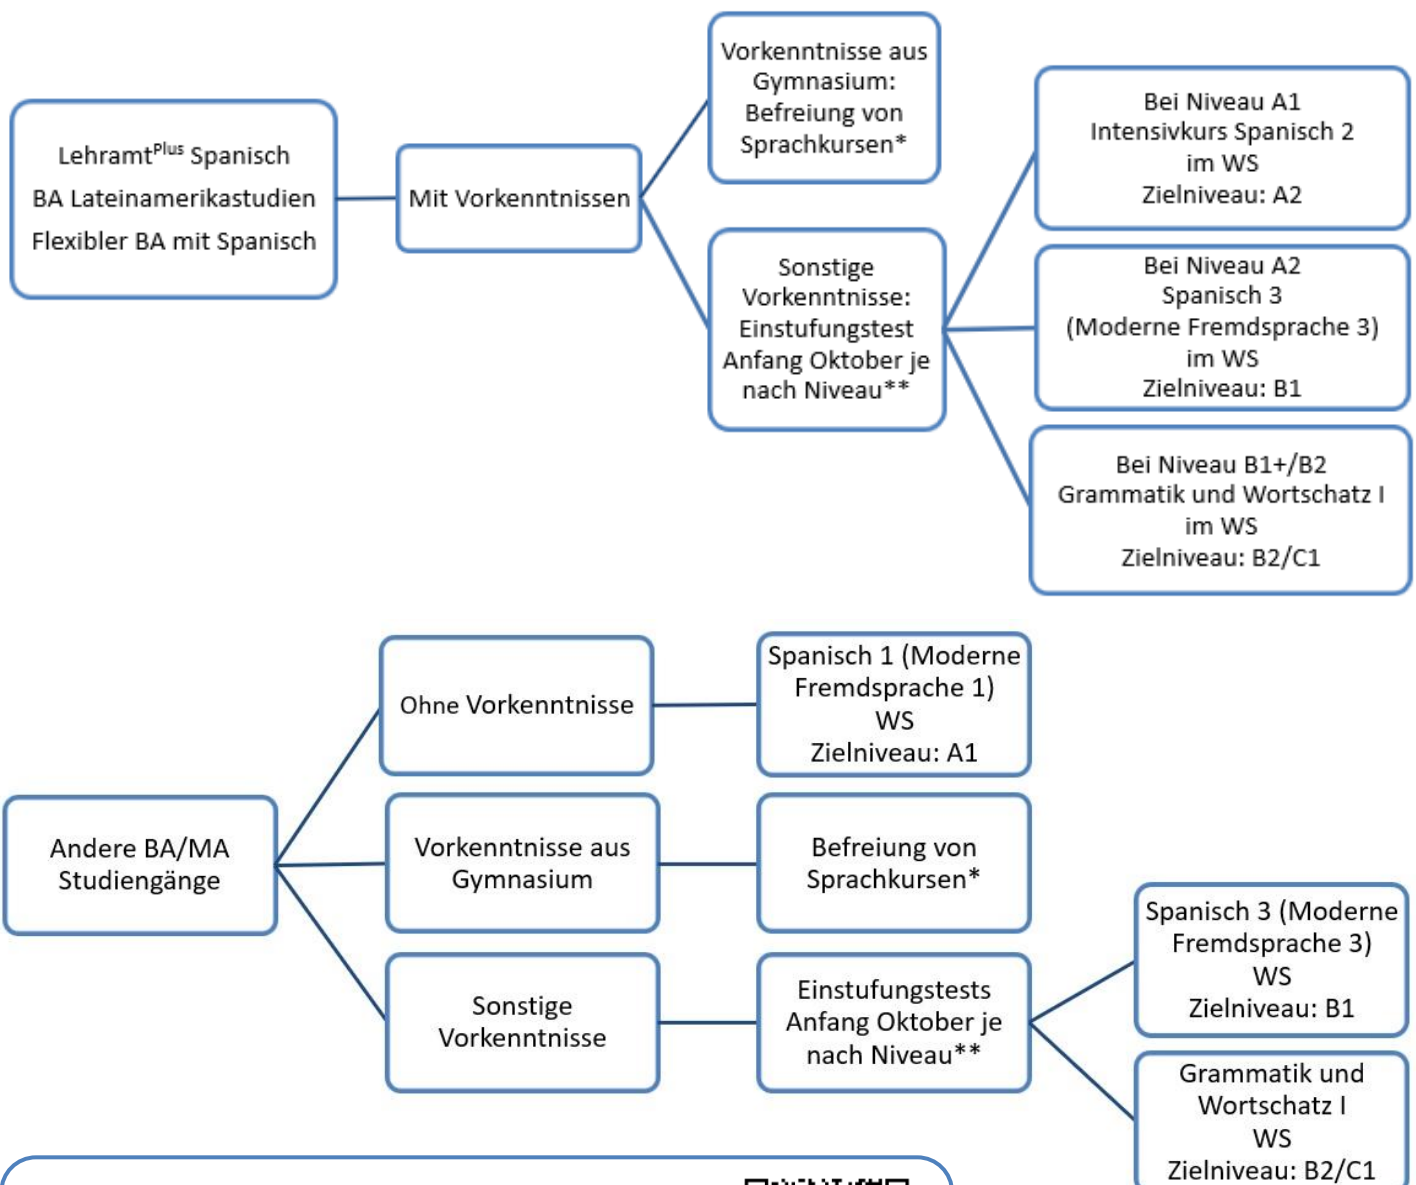 Lehramt^Plus Spanisch
BA Lateinamerikastudien
Flexibler BA mit Spanisch
Mit Vorkenntnissen
Vorkenntnisse aus
Gymnasium:
Befreiung von
Sprachkursen*
Sonstige
Vorkenntnisse:
Einstufungstest
Anfang Oktober je
nach Niveau**
Bei Niveau A1
Intensivkurs Spanisch 2
im WS
Zielniveau: A2
Bei Niveau A2
Spanisch 3
(Moderne Fremdsprache 3)
im WS
Zielniveau: B1
Bei Niveau B1+/B2
Grammatik und Wortschatz I
im WS
Zielniveau: B2/C1
Andere BA/MA
Studiengänge
Ohne Vorkenntnisse
Spanisch 1 (Moderne
Fremdsprache 1)
WS
Zielniveau: A1
Vorkenntnisse aus
Gymnasium
Befreiung von
Sprachkursen*
Sonstige
Vorkenntnisse
Einstufungstests
Anfang Oktober je
nach Niveau**
Spanisch 3 (Moderne
Fremdsprache 3)
WS
Zielniveau: B1
Grammatik und
Wortschatz I
WS
Zielniveau: B2/C1